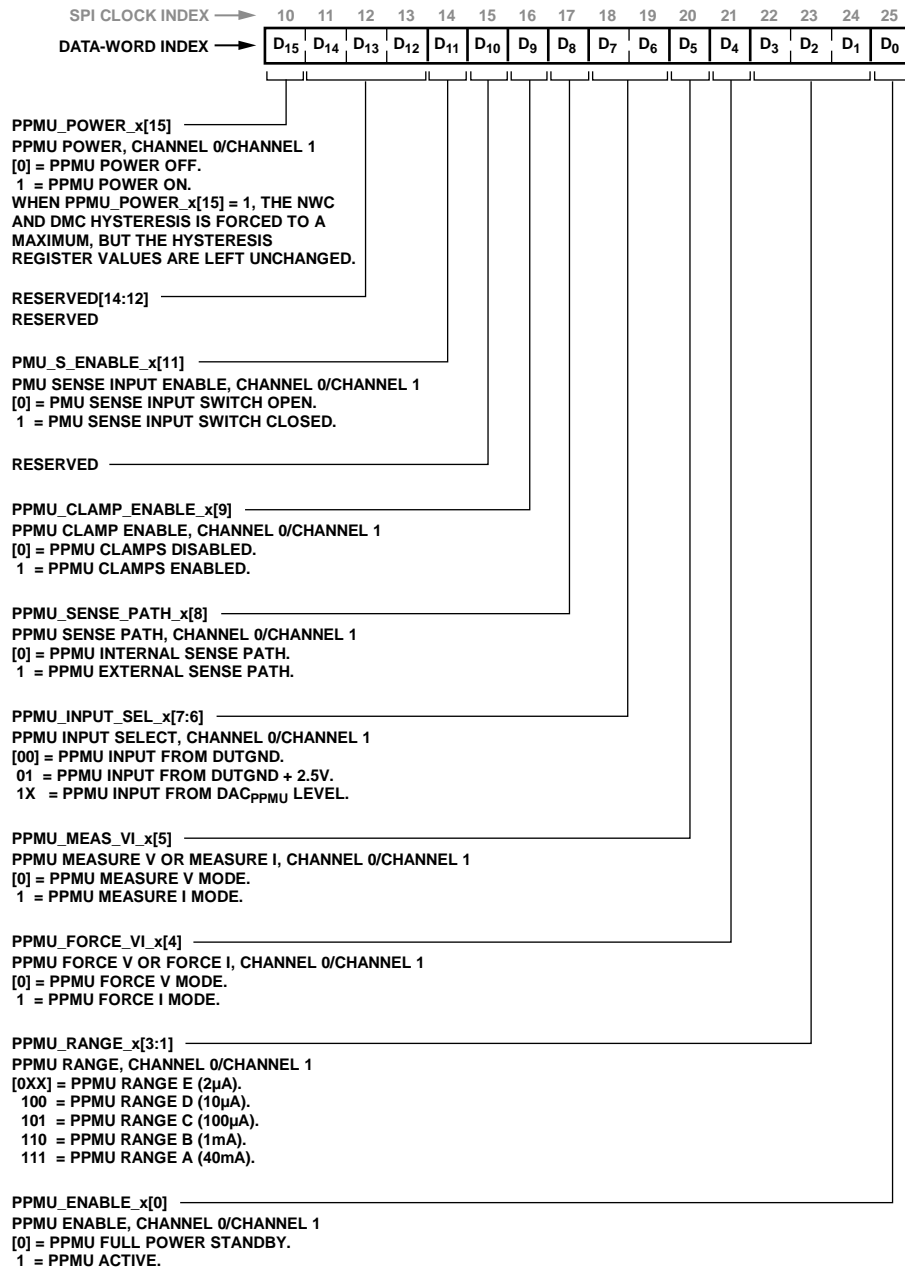 SPI CLOCK INDEX 10 11 12 13 14 15 16 17 18 19 20 21 22 23 24 25
DATA-WORD INDEX D15 D14 D13 D12 D11 D10 D9 D8 D7 D6 D5 D4 D3 D2 D1 D0
PPMU_POWER_x[15]
PPMU POWER, CHANNEL 0/CHANNEL 1
[0] = PPMU POWER OFF.
1 = PPMU POWER ON.
WHEN PPMU_POWER_x[15] = 1, THE NWC
AND DMC HYSTERESIS IS FORCED TO A
MAXIMUM, BUT THE HYSTERESIS
REGISTER VALUES ARE LEFT UNCHANGED.
RESERVED[14:12]
RESERVED
PMU_S_ENABLE_x[11]
PMU SENSE INPUT ENABLE, CHANNEL 0/CHANNEL 1
[0] = PMU SENSE INPUT SWITCH OPEN.
1 = PMU SENSE INPUT SWITCH CLOSED.
RESERVED
PPMU_CLAMP_ENABLE_x[9]
PPMU CLAMP ENABLE, CHANNEL 0/CHANNEL 1
[0] = PPMU CLAMPS DISABLED.
1 = PPMU CLAMPS ENABLED.
PPMU_SENSE_PATH_x[8]
PPMU SENSE PATH, CHANNEL 0/CHANNEL 1
[0] = PPMU INTERNAL SENSE PATH.
1 = PPMU EXTERNAL SENSE PATH.
PPMU_INPUT_SEL_x[7:6]
PPMU INPUT SELECT, CHANNEL 0/CHANNEL 1
[00] = PPMU INPUT FROM DUTGND.
01 = PPMU INPUT FROM DUTGND + 2.5V.
1X = PPMU INPUT FROM DACPPMU LEVEL.
PPMU_MEAS_VI_x[5]
PPMU MEASURE V OR MEASURE I, CHANNEL 0/CHANNEL 1
[0] = PPMU MEASURE V MODE.
1 = PPMU MEASURE I MODE.
PPMU_FORCE_VI_x[4]
PPMU FORCE V OR FORCE I, CHANNEL 0/CHANNEL 1
[0] = PPMU FORCE V MODE.
1 = PPMU FORCE I MODE.
PPMU_RANGE_x[3:1]
PPMU RANGE, CHANNEL 0/CHANNEL 1
[0XX] = PPMU RANGE E (2µA).
100 = PPMU RANGE D (10µA).
101 = PPMU RANGE C (100µA).
110 = PPMU RANGE B (1mA).
111 = PPMU RANGE A (40mA).
PPMU_ENABLE_x[0]
PPMU ENABLE, CHANNEL 0/CHANNEL 1
[0] = PPMU FULL POWER STANDBY.
1 = PPMU ACTIVE.